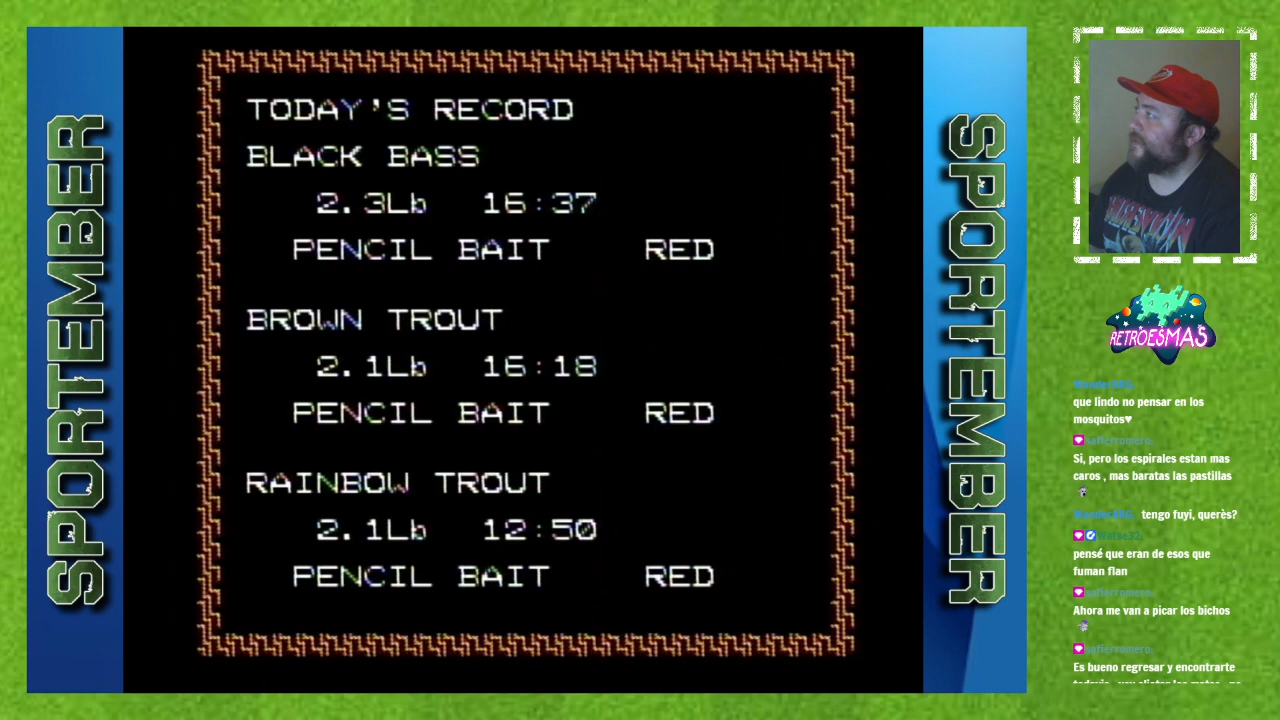 SPORTEMBER
TODAY'S RECORD
BLACK BASS
2.3Lb 16:37
PENCIL BAIT RED
BROWN TROUT
2.1Lb 16:18
PENCIL BAIT RED
RAINBOW TROUT
2.1Lb 12:50
PENCIL BAIT RED
SPORTEMBER
RETROESMAS
que lindo no pensar en los
mosquitos♥
safierromero:
Si, pero los espirales estan mas
caros , mas baratas las pastillas
tengo fuyi, querès?
pensé que eran de esos que
fuman flan
safierromero:
Ahora me van a picar los bichos
safierromero:
Es bueno regresar y encontrarte